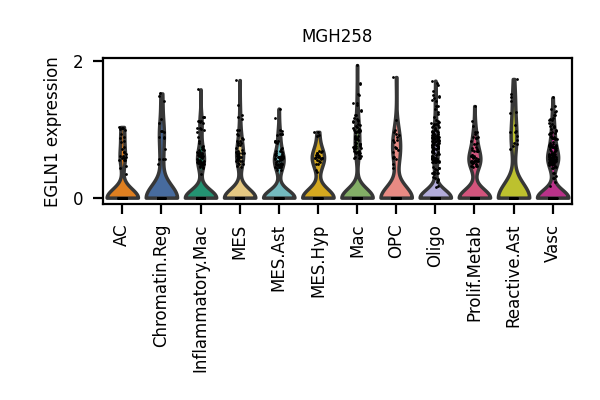 MGH258
EGLN1 expression
2
0
AC
Chromatin.Reg
Inflammatory.Mac
MES
MES.Ast
MES.Hyp
Mac
OPC
Oligo
Prolif.Metab
Reactive.Ast
Vasc